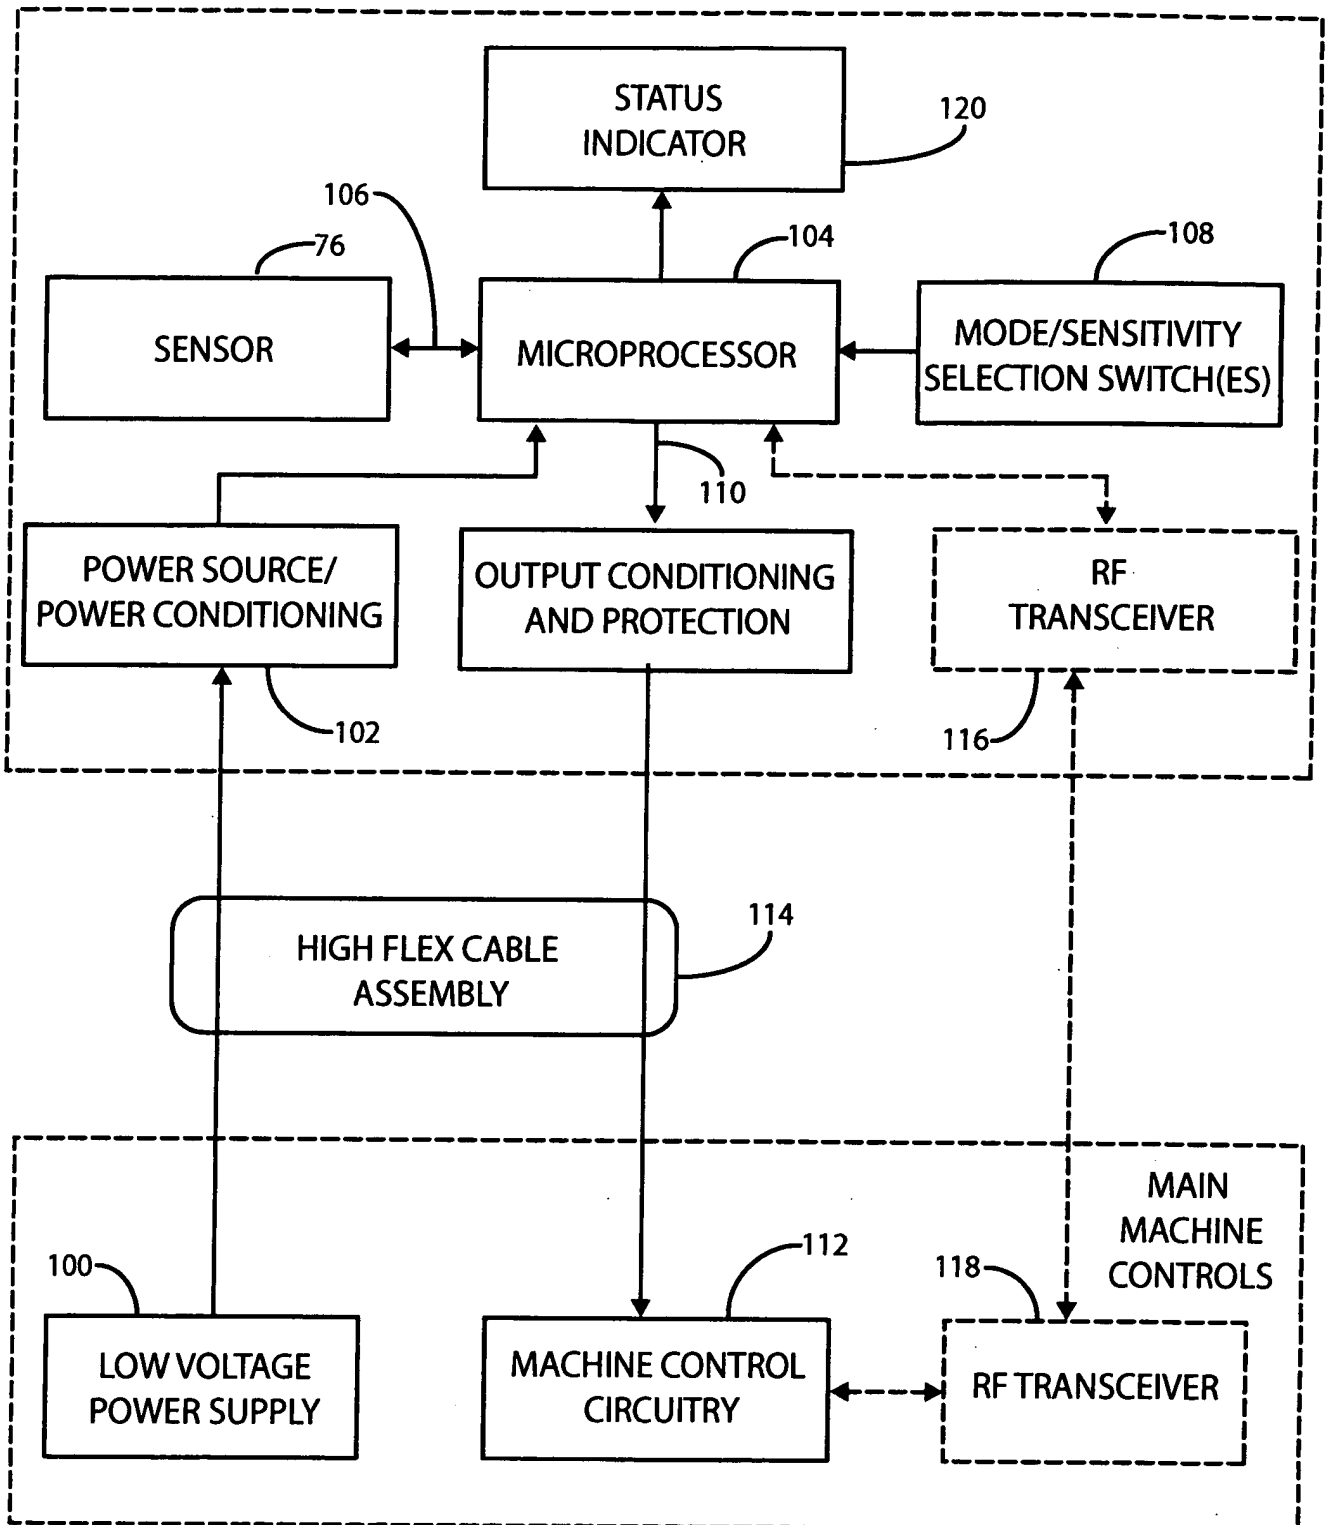 STATUS
INDICATOR
120
106
76
104
108
SENSOR
MICROPROCESSOR
MODE/SENSITIVITY
SELECTION SWITCH(ES)
110
POWER SOURCE/
POWER CONDITIONING
OUTPUT CONDITIONING
AND PROTECTION
RF
TRANSCEIVER
102
116
HIGH FLEX CABLE
ASSEMBLY
114
MAIN
MACHINE
CONTROLS
100
112
118
LOW VOLTAGE
POWER SUPPLY
MACHINE CONTROL
CIRCUITRY
RF TRANSCEIVER